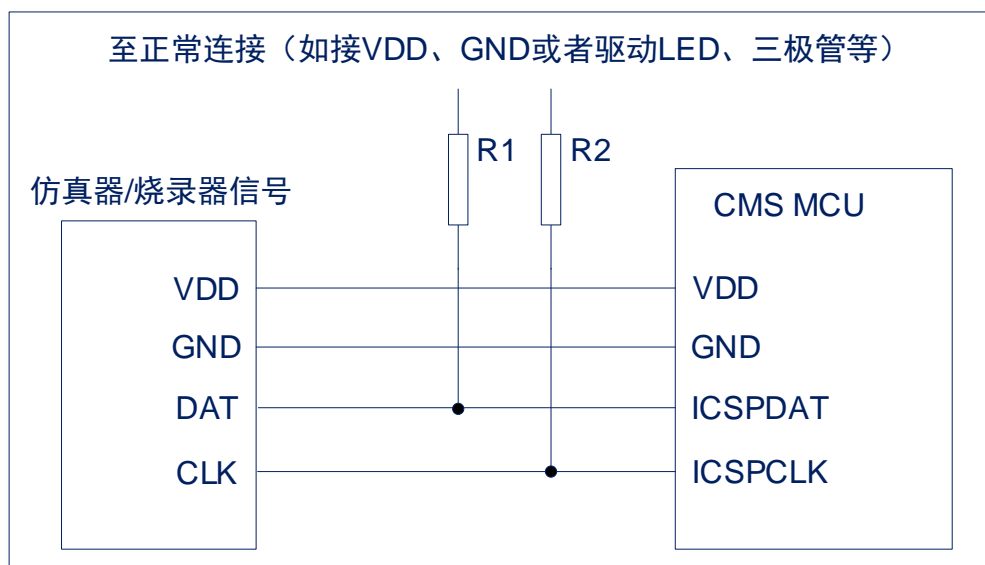 至正常连接（如接VDD、GND或者驱动LED、三极管等）
R1
R2
仿真器/烧录器信号
CMS MCU
VDD
VDD
GND
GND
DAT
ICSPDAT
CLK
ICSPCLK